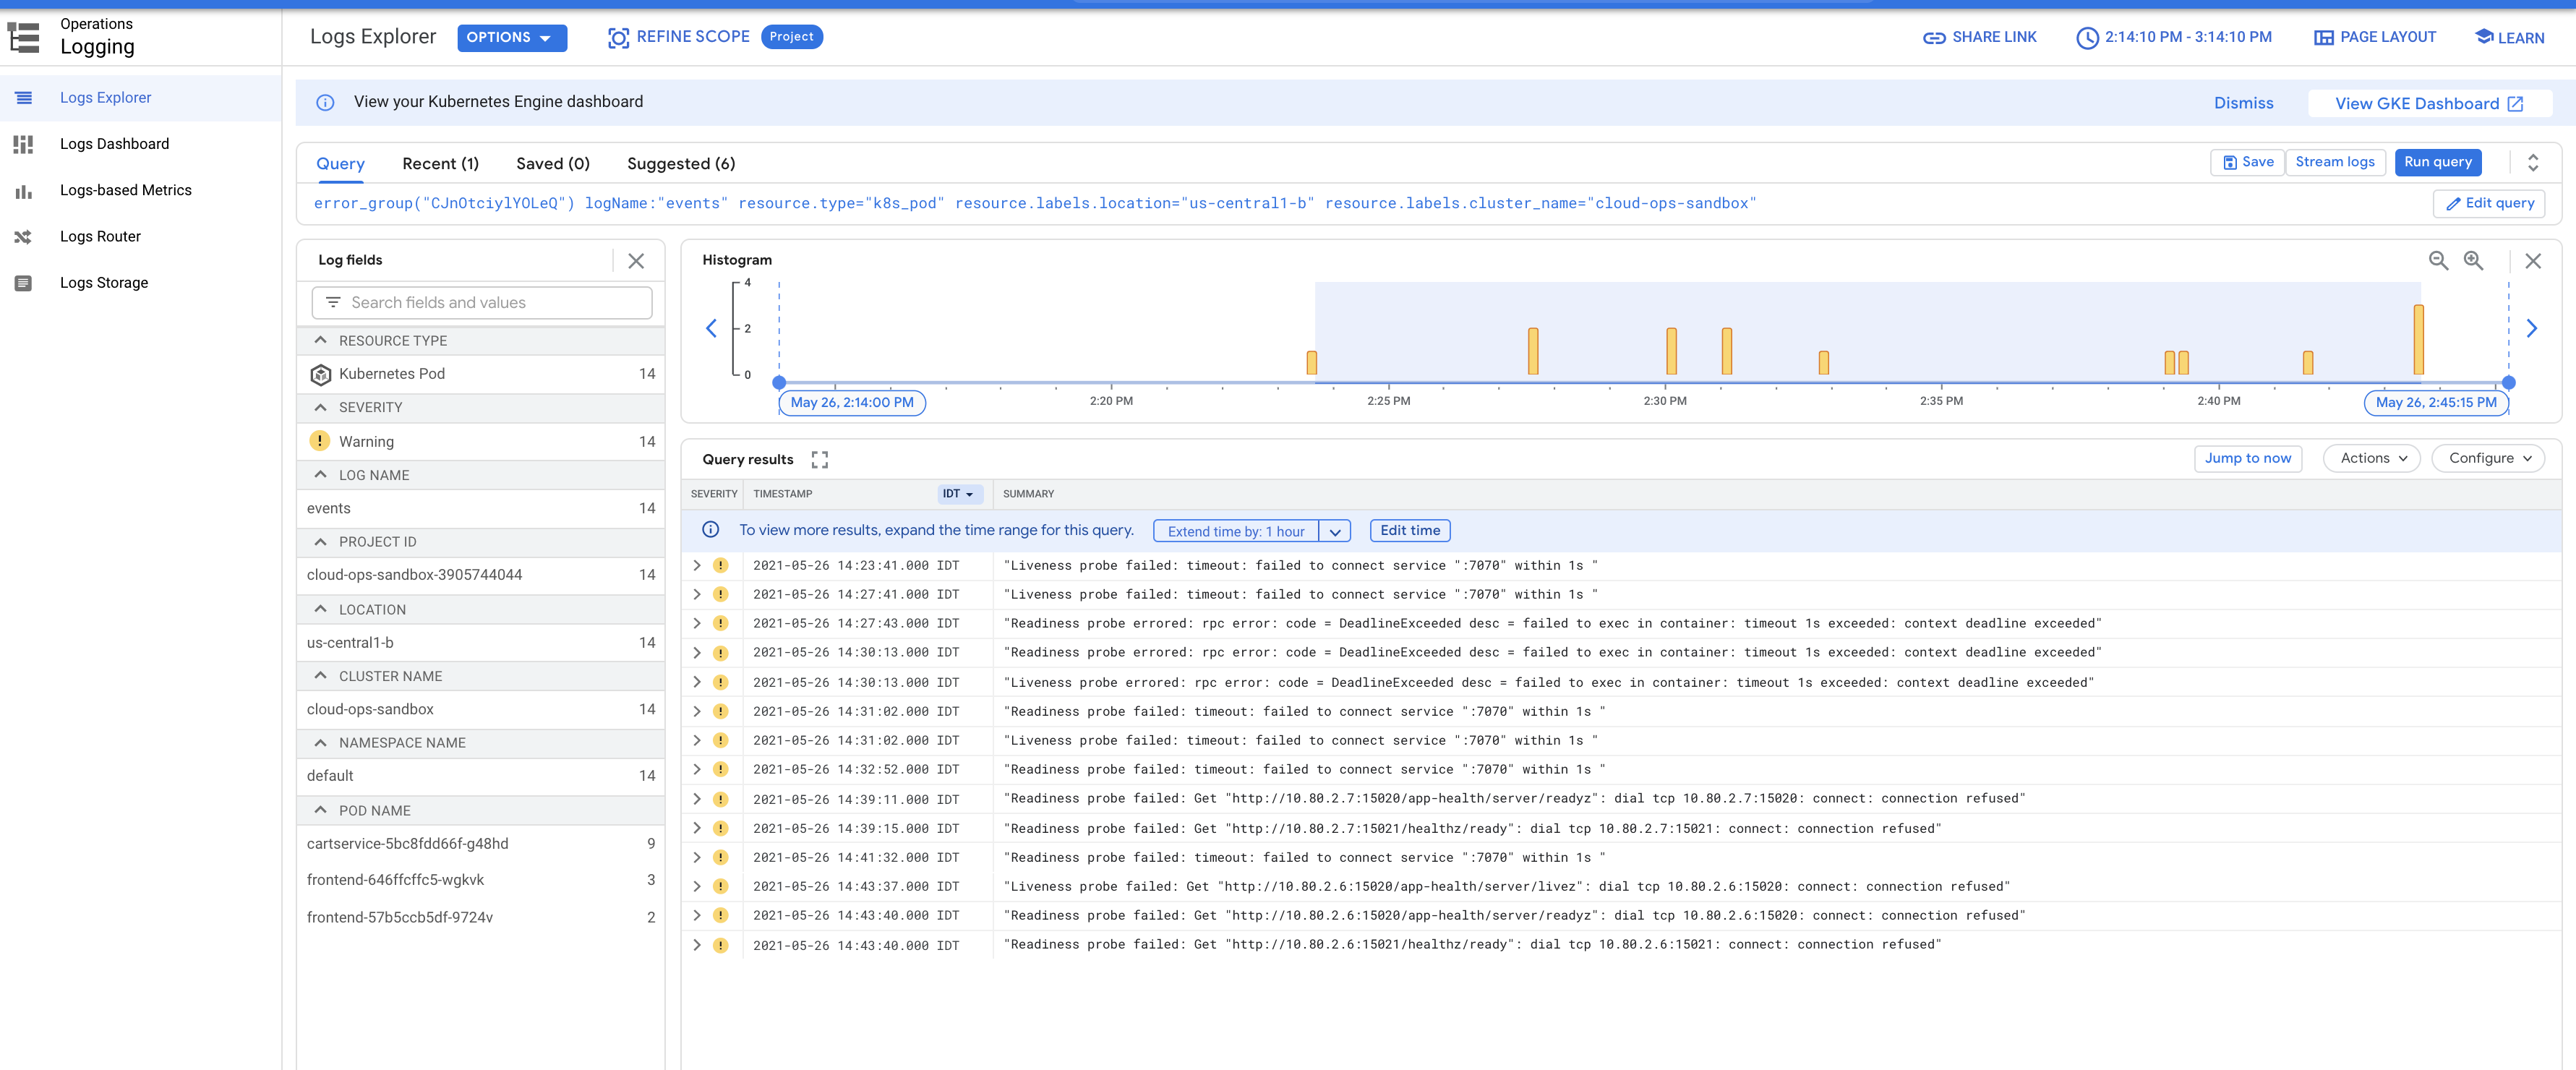 Operations
Logging
Logs Explorer
Logs Dashboard
Logs-based Metrics
Logs Router
Logs Storage
Logs Explorer OPTIONS REFINE SCOPE Project SHARE LINK 2:14:10 PM - 3:14:10 PM PAGE LAYOUT LEARN
View your Kubernetes Engine dashboard Dismiss View GKE Dashboard
Query Recent (1) Saved (0) Suggested (6) Save Stream logs Run query
error_group("CJnOtciylYOLeQ") logName:"events" resource.type="k8s_pod" resource.labels.location="us-central1-b" resource.labels.cluster_name="cloud-ops-sandbox" Edit query
Log fields
Search fields and values
RESOURCE TYPE
Kubernetes Pod 14
SEVERITY
Warning 14
LOG NAME
events 14
PROJECT ID
cloud-ops-sandbox-3905744044 14
LOCATION
us-central1-b 14
CLUSTER NAME
cloud-ops-sandbox 14
NAMESPACE NAME
default 14
POD NAME
cartservice-5bc8fdd66f-g48hd 9
frontend-646ffcffc5-wgkvk 3
frontend-57b5ccb5df-9724v 2
Histogram
4
2
0
May 26, 2:14:00 PM 2:20 PM 2:25 PM 2:30 PM 2:35 PM 2:40 PM May 26, 2:45:15 PM
Query results Jump to now Actions Configure
SEVERITY TIMESTAMP IDT SUMMARY
To view more results, expand the time range for this query. Extend time by: 1 hour Edit time
2021-05-26 14:23:41.000 IDT "Liveness probe failed: timeout: failed to connect service ":7070" within 1s "
2021-05-26 14:27:41.000 IDT "Liveness probe failed: timeout: failed to connect service ":7070" within 1s "
2021-05-26 14:27:43.000 IDT "Readiness probe errored: rpc error: code = DeadlineExceeded desc = failed to exec in container: timeout 1s exceeded: context deadline exceeded"
2021-05-26 14:30:13.000 IDT "Readiness probe errored: rpc error: code = DeadlineExceeded desc = failed to exec in container: timeout 1s exceeded: context deadline exceeded"
2021-05-26 14:30:13.000 IDT "Liveness probe errored: rpc error: code = DeadlineExceeded desc = failed to exec in container: timeout 1s exceeded: context deadline exceeded"
2021-05-26 14:31:02.000 IDT "Readiness probe failed: timeout: failed to connect service ":7070" within 1s "
2021-05-26 14:31:02.000 IDT "Liveness probe failed: timeout: failed to connect service ":7070" within 1s "
2021-05-26 14:32:52.000 IDT "Readiness probe failed: timeout: failed to connect service ":7070" within 1s "
2021-05-26 14:39:11.000 IDT "Readiness probe failed: Get "http://10.80.2.7:15020/app-health/server/readyz": dial tcp 10.80.2.7:15020: connect: connection refused"
2021-05-26 14:39:15.000 IDT "Readiness probe failed: Get "http://10.80.2.7:15021/healthz/ready": dial tcp 10.80.2.7:15021: connect: connection refused"
2021-05-26 14:41:32.000 IDT "Readiness probe failed: timeout: failed to connect service ":7070" within 1s "
2021-05-26 14:43:37.000 IDT "Liveness probe failed: Get "http://10.80.2.6:15020/app-health/server/livez": dial tcp 10.80.2.6:15020: connect: connection refused"
2021-05-26 14:43:40.000 IDT "Readiness probe failed: Get "http://10.80.2.6:15020/app-health/server/readyz": dial tcp 10.80.2.6:15020: connect: connection refused"
2021-05-26 14:43:40.000 IDT "Readiness probe failed: Get "http://10.80.2.6:15021/healthz/ready": dial tcp 10.80.2.6:15021: connect: connection refused"